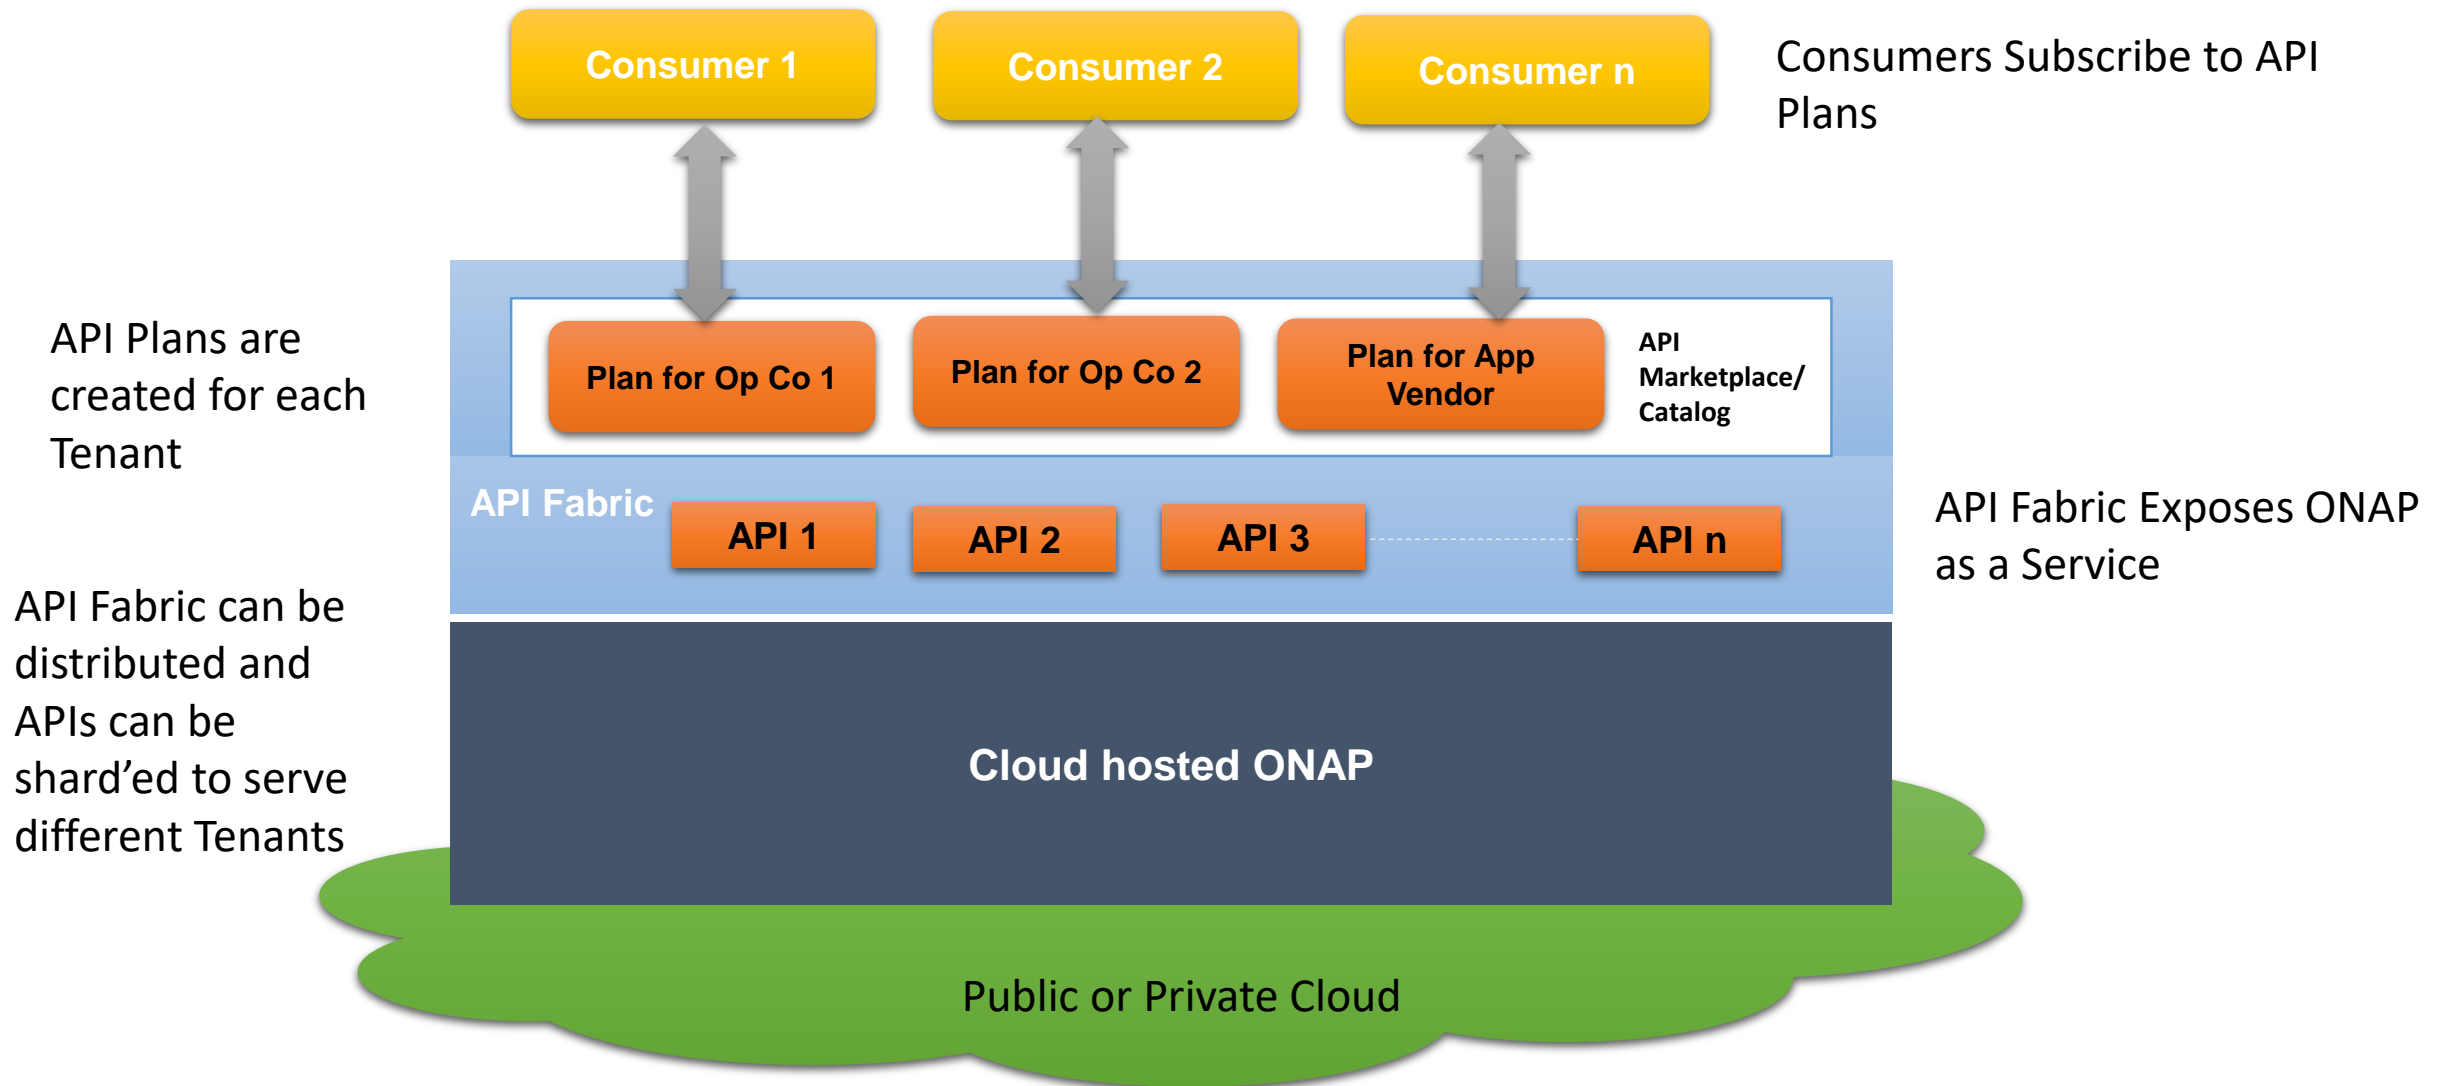 Consumer 1
Consumer 2
Consumer n
Consumers Subscribe to API
Plans
API Plans are
created for each
Tenant
Plan for Op Co 1
Plan for Op Co 2
Plan for App
Vendor
API
Marketplace/
Catalog
API Fabric
API 1
API 2
API 3
API n
API Fabric Exposes ONAP
as a Service
API Fabric can be
distributed and
APIs can be
shard’ed to serve
different Tenants
Cloud hosted ONAP
Public or Private Cloud